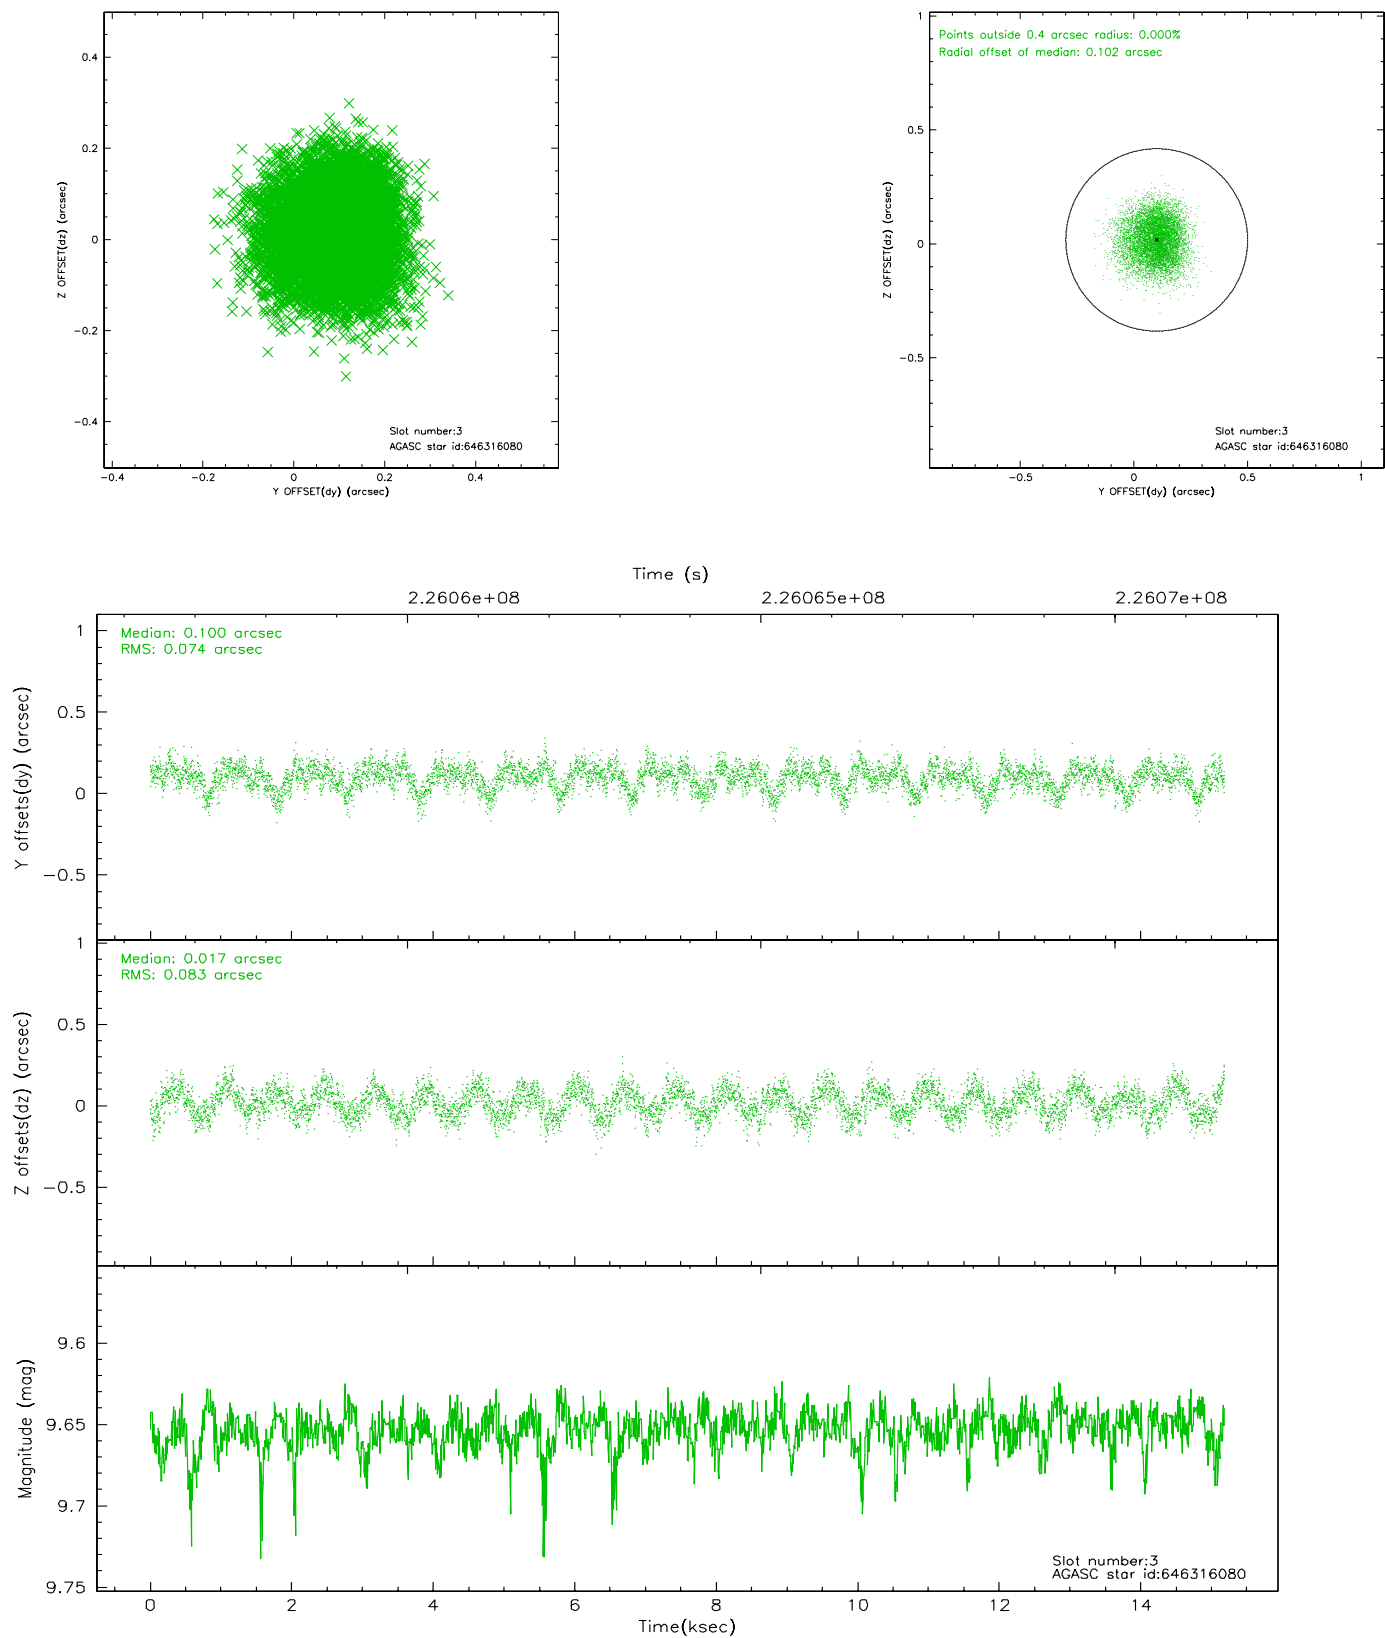 0.4
0.2
0
−0.2
−0.4
Z OFFSET(dz) (arcsec)
−0.4
−0.2
0
0.2
0.4
Y OFFSET(dy) (arcsec)
Slot number:3
AGASC star id:646316080
Points outside 0.4 arcsec radius: 0.000%
Radial offset of median: 0.102 arcsec
1
0.5
0
−0.5
Z OFFSET(dz) (arcsec)
−0.5
0
0.5
1
Y OFFSET(dy) (arcsec)
Slot number:3
AGASC star id:646316080
Time (s)
2.2606e+08
2.26065e+08
2.2607e+08
Median: 0.100 arcsec
RMS: 0.074 arcsec
1
0.5
0
−0.5
Y offsets(dy) (arcsec)
Median: 0.017 arcsec
RMS: 0.083 arcsec
1
0.5
0
−0.5
Z offsets(dz) (arcsec)
9.6
9.65
9.7
9.75
Magnitude (mag)
Slot number:3
AGASC star id:646316080
0
2
4
6
8
10
12
14
Time(ksec)